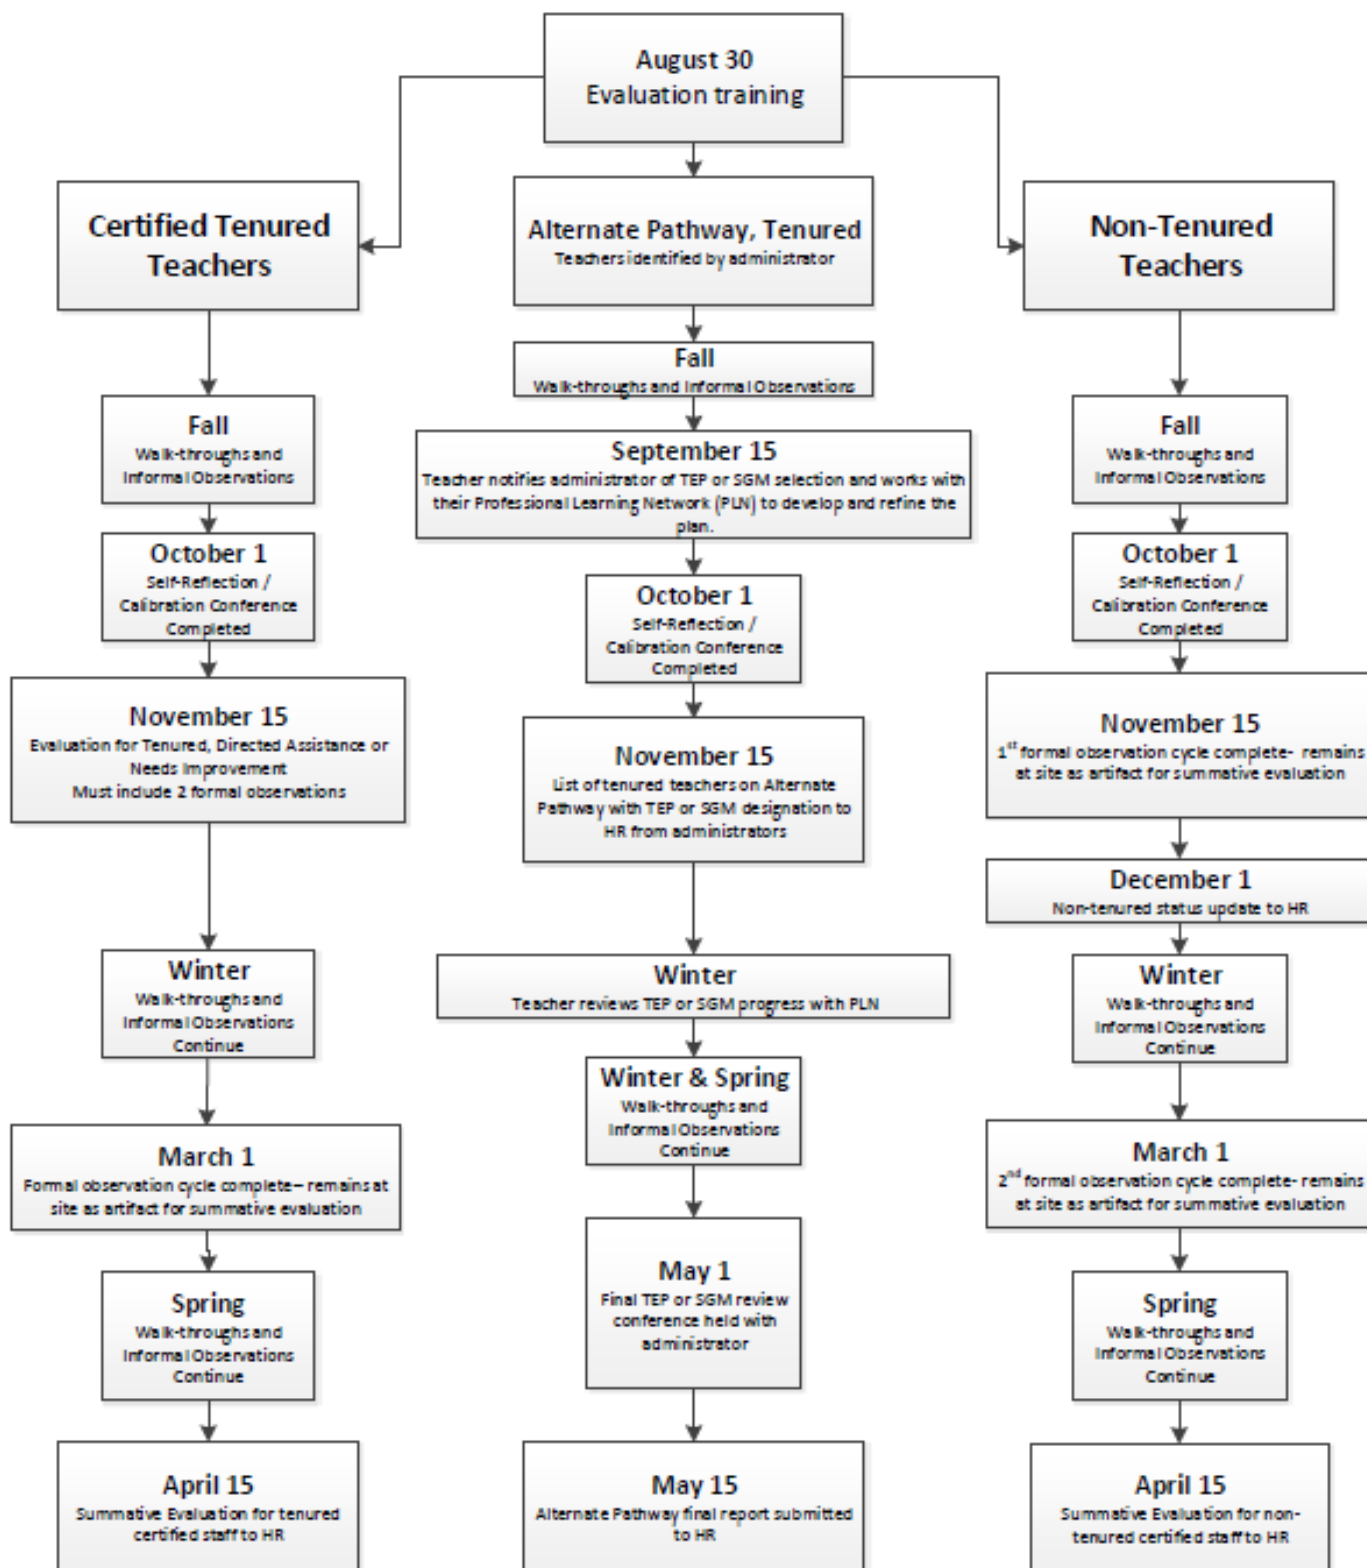 August 30
Evaluation training
Certified Tenured
Teachers
Fall
Walk-throughs and
Informal Observations
October 1
Self-Reflection /
Calibration Conference
Completed
November 15
Evaluation for Tenured, Directed Assistance or
Needs Improvement
Must include 2 formal observations
Winter
Walk-throughs and
Informal Observations
Continue
March 1
Formal observation cycle complete– remains at
site as artifact for summative evaluation
Spring
Walk-throughs and
Informal Observations
Continue
April 15
Summative Evaluation for tenured
certified staff to HR
Alternate Pathway, Tenured
Teachers identified by administrator
Fall
Walk-throughs and Informal Observations
September 15
Teacher notifies administrator of TEP or SGM selection and works with
their Professional Learning Network (PLN) to develop and refine the
plan.
October 1
Self-Reflection /
Calibration Conference
Completed
November 15
List of tenured teachers on Alternate
Pathway with TEP or SGM designation to
HR from administrators
Winter
Teacher reviews TEP or SGM progress with PLN
Winter & Spring
Walk-throughs and
Informal Observations
Continue
May 1
Final TEP or SGM review
conference held with
administrator
May 15
Alternate Pathway final report submitted
to HR
Non-Tenured
Teachers
Fall
Walk-throughs and
Informal Observations
October 1
Self-Reflection /
Calibration Conference
Completed
November 15
1st formal observation cycle complete- remains
at site as artifact for summative evaluation
December 1
Non-tenured status update to HR
Winter
Walk-throughs and
Informal Observations
Continue
March 1
2nd formal observation cycle complete- remains
at site as artifact for summative evaluation
Spring
Walk-throughs and
Informal Observations
Continue
April 15
Summative Evaluation for non-
tenured certified staff to HR